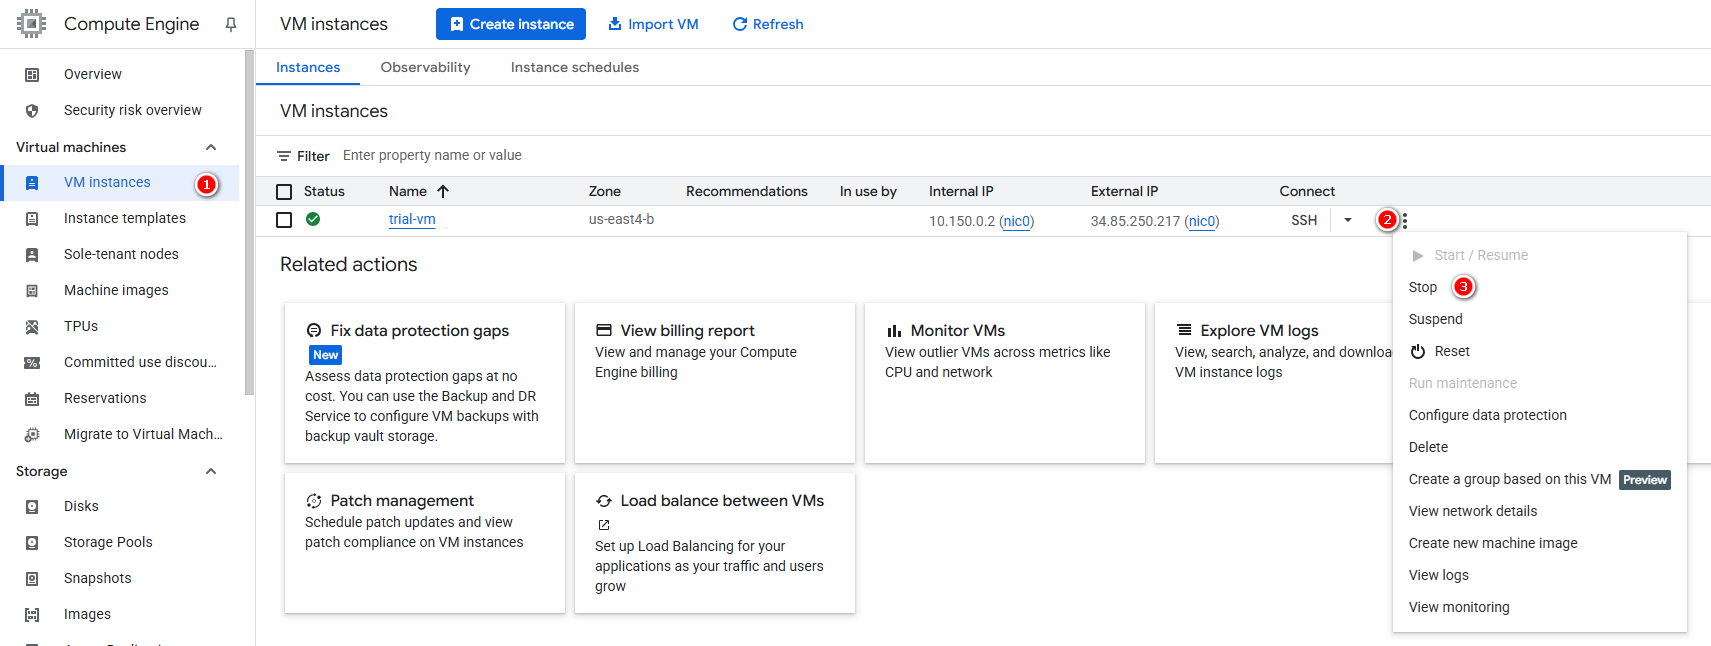 Compute Engine
VM instances
Create instance
Import VM
Refresh
Overview
Security risk overview
Virtual machines
VM instances
1
Instance templates
Sole-tenant nodes
Machine images
TPUs
Committed use discou...
Reservations
Migrate to Virtual Mach...
Storage
Disks
Storage Pools
Snapshots
Images
Instances
Observability
Instance schedules
VM instances
Filter
Enter property name or value
Status
Name
Zone
Recommendations
In use by
Internal IP
External IP
Connect
trial-vm
us-east4-b
10.150.0.2 (nic0)
34.85.250.217 (nic0)
SSH
2
Start / Resume
Stop
3
Suspend
Reset
Run maintenance
Configure data protection
Delete
Create a group based on this VM
Preview
View network details
Create new machine image
View logs
View monitoring
Related actions
Fix data protection gaps
New
Assess data protection gaps at no
cost. You can use the Backup and DR
Service to configure VM backups with
backup vault storage.
View billing report
View and manage your Compute
Engine billing
Monitor VMs
View outlier VMs across metrics like
CPU and network
Explore VM logs
View, search, analyze, and downloa
VM instance logs
Patch management
Schedule patch updates and view
patch compliance on VM instances
Load balance between VMs
Set up Load Balancing for your
applications as your traffic and users
grow